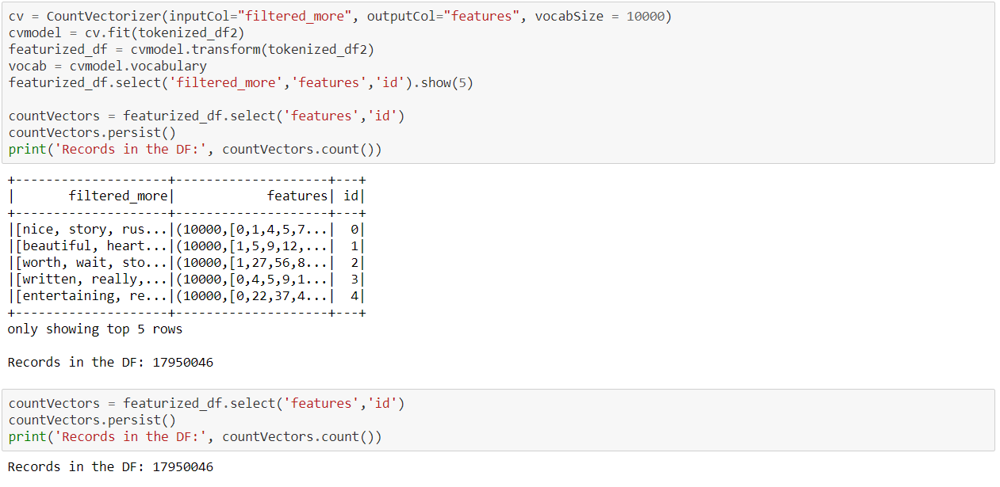 cv = CountVectorizer(inputCol="filtered_more", outputCol="features", vocabSize = 10000)
cvmodel = cv.fit(tokenized_df2)
featurized_df = cvmodel.transform(tokenized_df2)
vocab = cvmodel.vocabulary
featurized_df.select('filtered_more','features','id').show(5)

countVectors = featurized_df.select('features','id')
countVectors.persist()
print('Records in the DF:', countVectors.count())

+--------------------+--------------------+---+
|       filtered_more|            features| id|
+--------------------+--------------------+---+
|[nice, story, rus...|(10000,[0,1,4,5,7...|  0|
|[beautiful, heart...|(10000,[1,5,9,12,...|  1|
|[worth, wait, sto...|(10000,[1,27,56,8...|  2|
|[written, really,...|(10000,[0,4,5,9,1...|  3|
|[entertaining, re...|(10000,[0,22,37,4...|  4|
+--------------------+--------------------+---+
only showing top 5 rows

Records in the DF: 17950046

countVectors = featurized_df.select('features','id')
countVectors.persist()
print('Records in the DF:', countVectors.count())

Records in the DF: 17950046